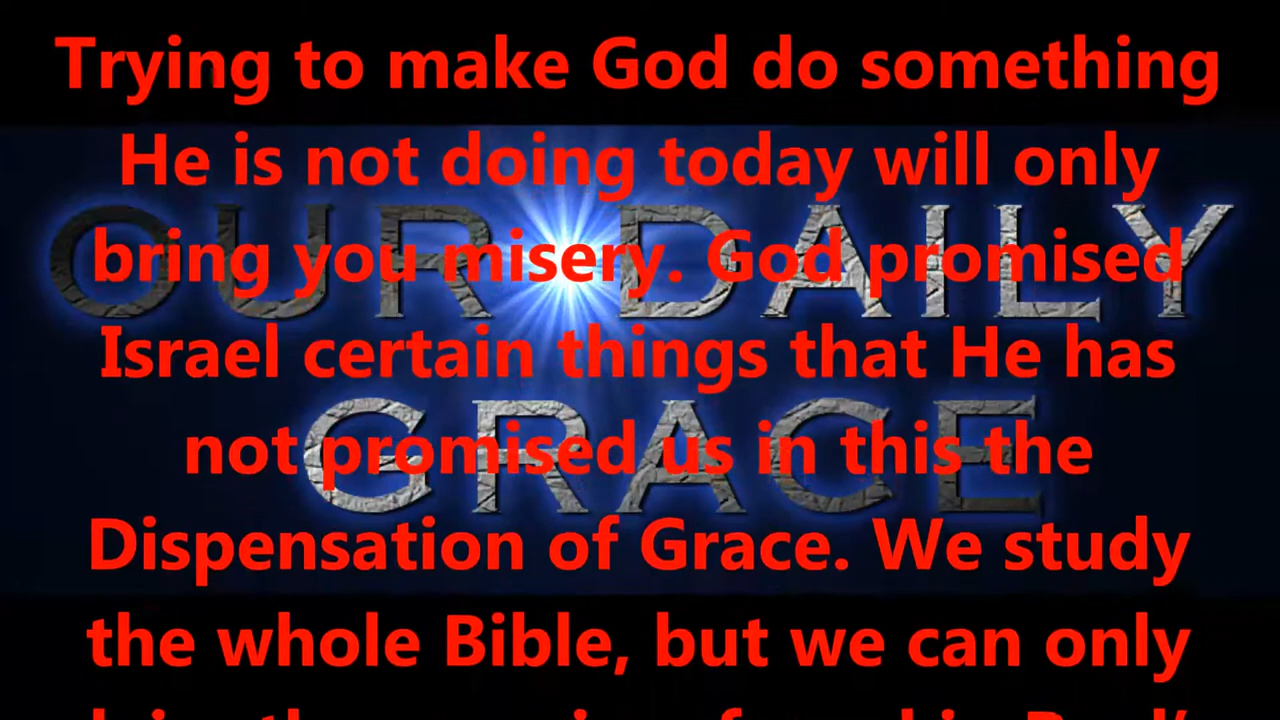 Trying to make God do something
He is not doing today will only
bring you misery. God promised
Israel certain things that He has
not promised us in this the
Dispensation of Grace. We study
the whole Bible, but we can only
OUR DAILY
GRACE